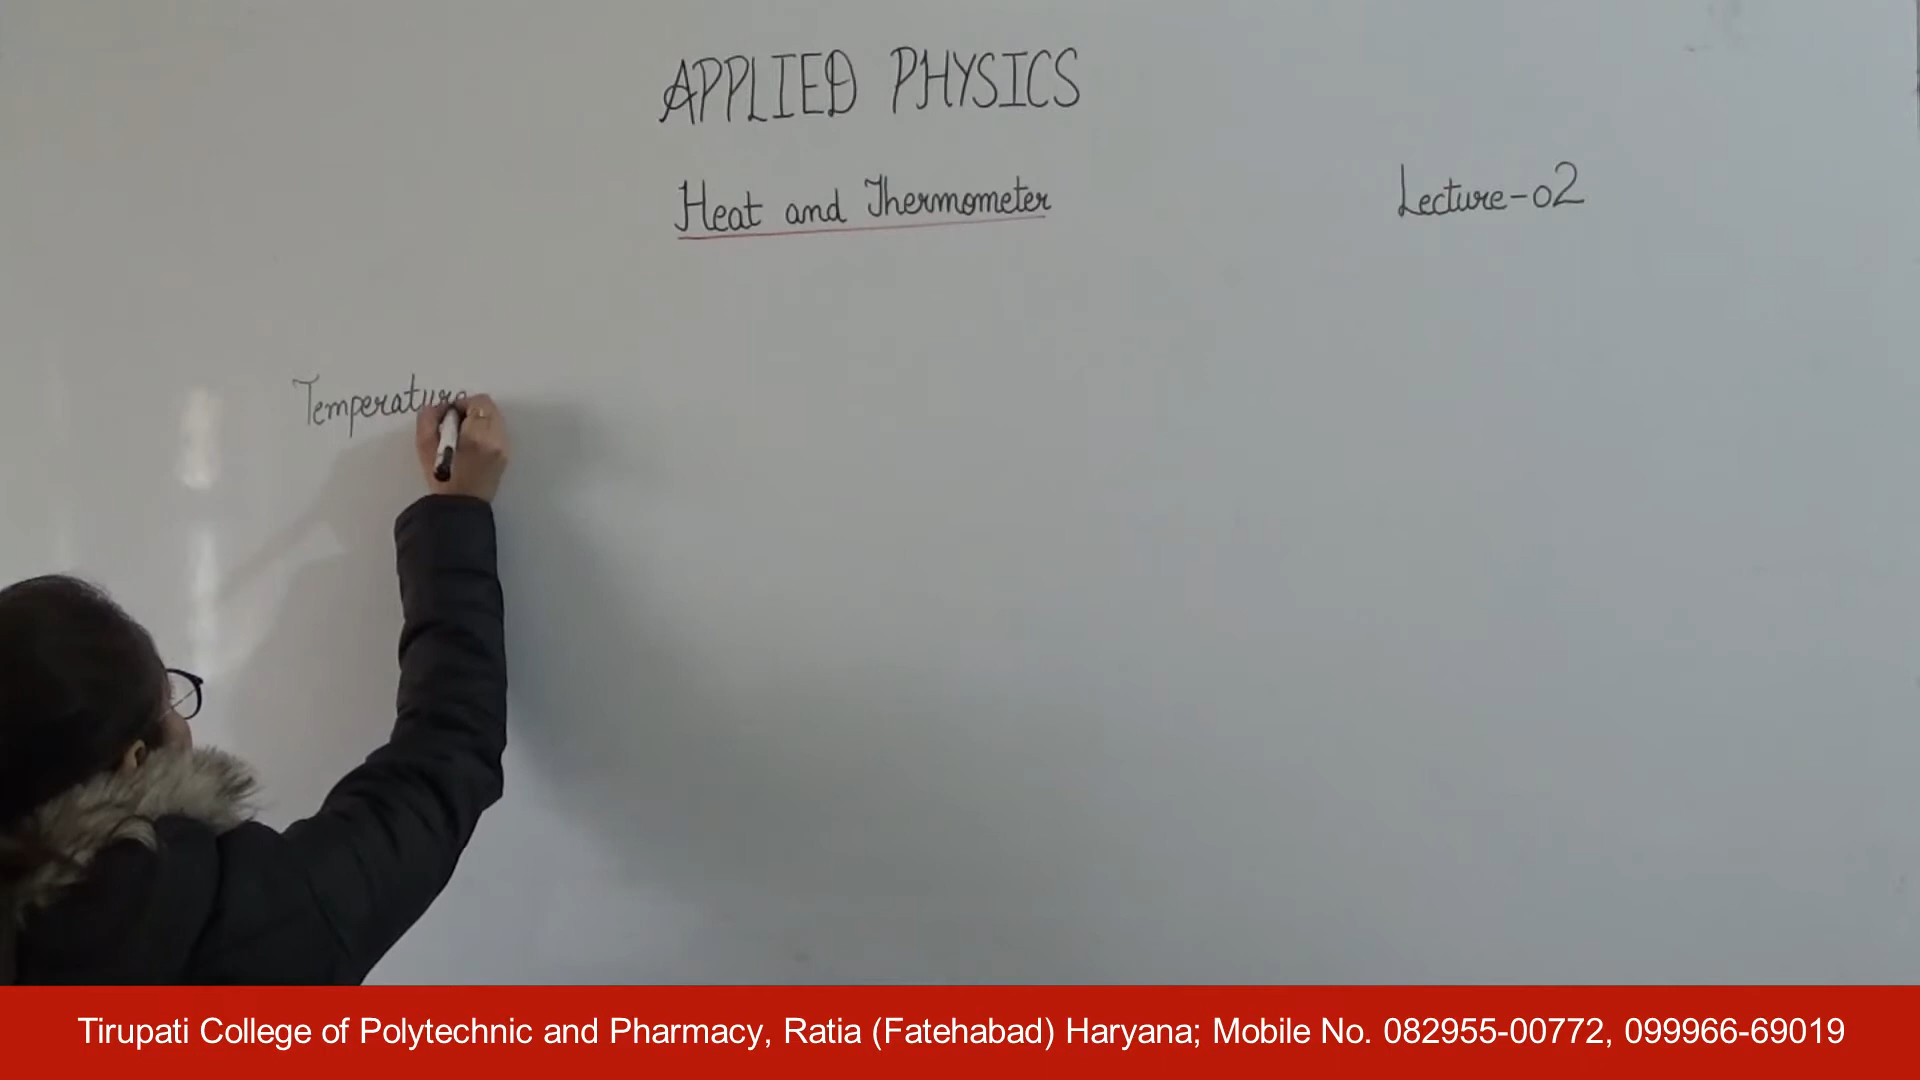 APPLIED PHYSICS
Heat and Thermometer
Lecture-02
Temperature
Tirupati College of Polytechnic and Pharmacy, Ratia (Fatehabad) Haryana; Mobile No. 082955-00772, 099966-69019